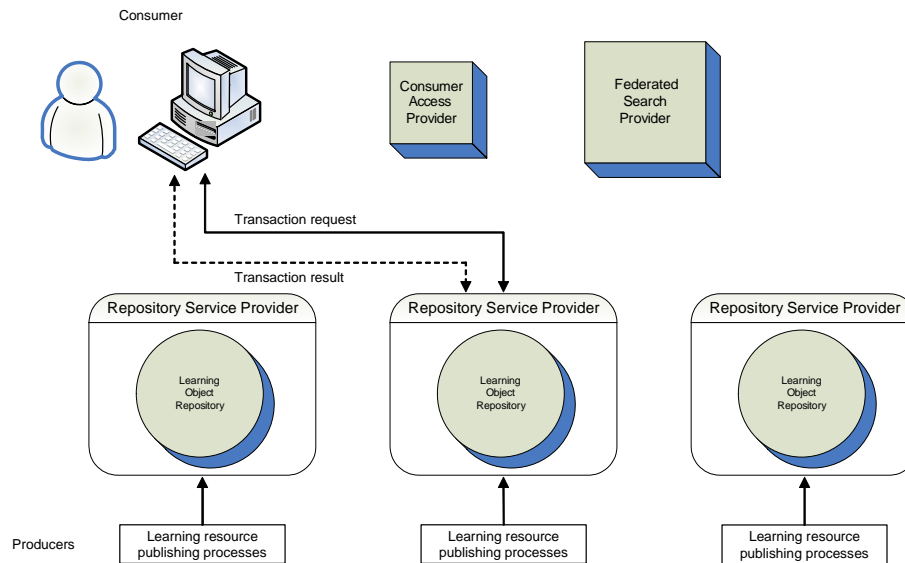 Consumer
Consumer
Access
Provider
Federated
Search
Provider
Transaction request
Transaction result
Repository Service Provider
Learning
Object
Repository
Repository Service Provider
Learning
Object
Repository
Repository Service Provider
Learning
Object
Repository
Producers
Learning resource
publishing processes
Learning resource
publishing processes
Learning resource
publishing processes